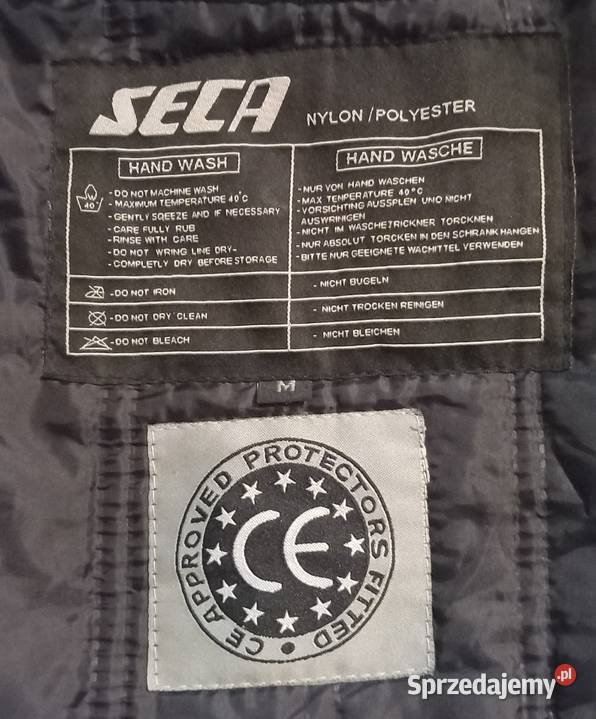 SECA
NYLON/POLYESTER
HAND WASH
40
-DO NOT MACHINE WASH
-MAXIMUM TEMPERATURE 40°C
-GENTLY SQEEZE AND IF NECESSARY
-CARE FULLY RUB
-RINSE WITH CARE
-DO NOT WRING LINE DRY-
-COMPLETLY DRY BEFORE STORAGE
-DO NOT IRON
-DO NOT DRY CLEAN
-DO NOT BLEACH
HAND WASCHE
-NUR VON HAND WASCHEN
-MAX TENPERATURE 40°C
-VORSICHTING AUSSPLEN UNO NICHT
AUSWRINIGEN
-NICHT IM WASCHETRICKNER TORCKNEN
-NUR ABSOLUT TORCKEN IN DEN SCHRANK HANGEN
-BITTE NUR GEEIGNETE WACHITTEL VERWENDEN
- NICHT BUGELN
- NICHT TROCKEN REINIGEN
- NICHT BLEICHEN
M
CE APPROVED PROTECTORS FITTED
CE
Sprzedajemy.pl